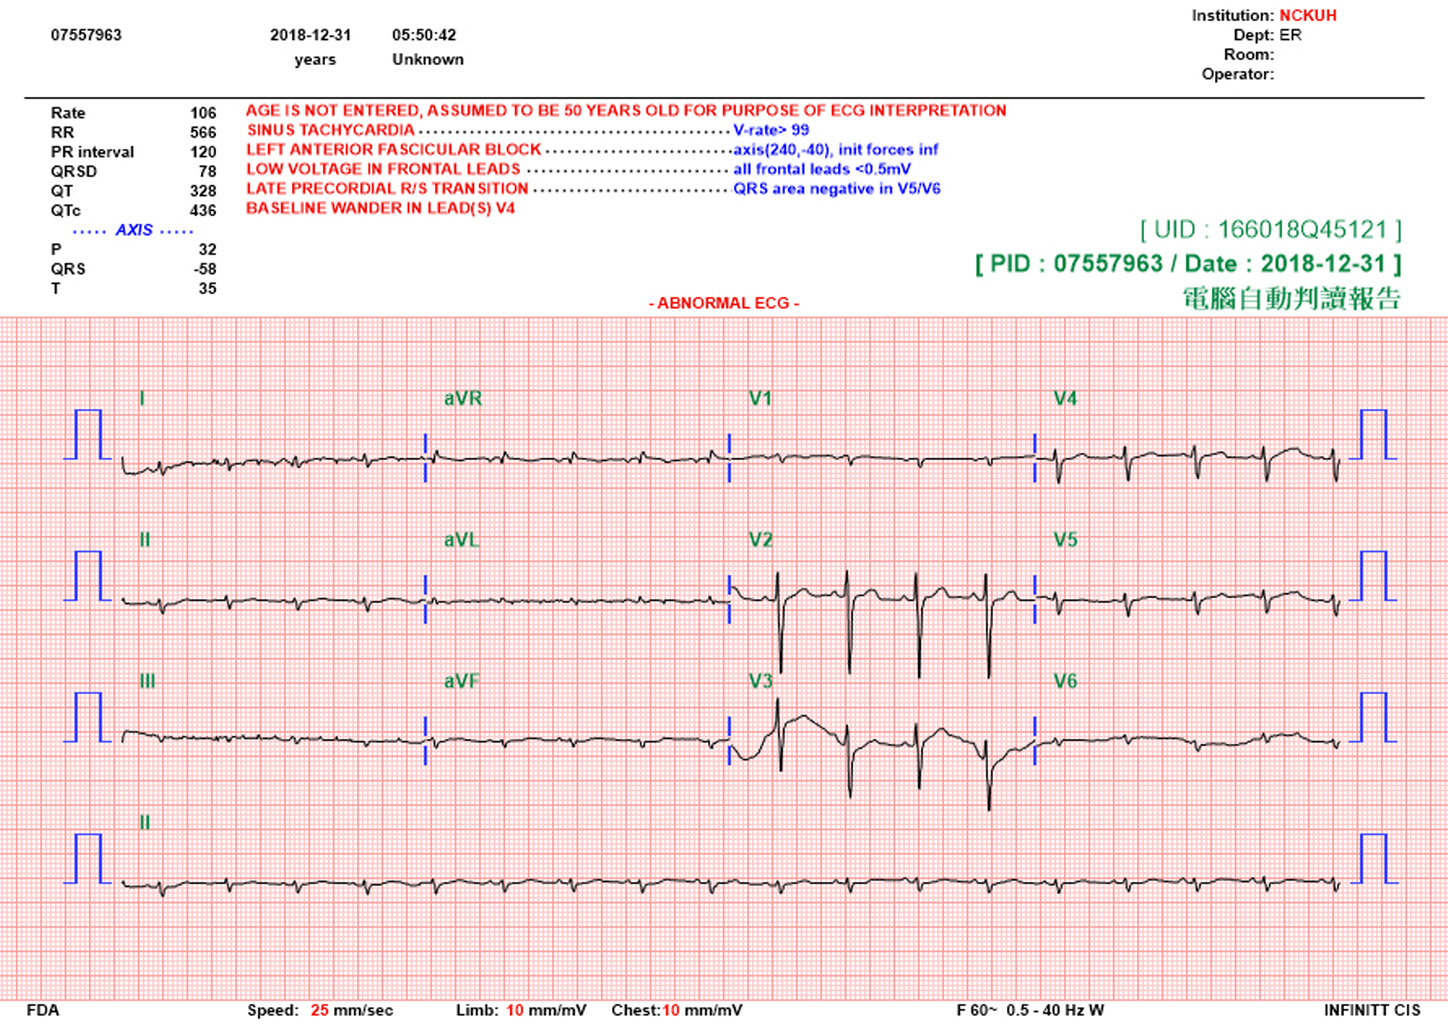 07557963 2018-12-31 05:50:42
years Unknown
Institution: NCKUH
Dept: ER
Room:
Operator:
Rate 106
RR 566
PR interval 120
QRSD 78
QT 328
QTc 436
····· AXIS ·····
P 32
QRS -58
T 35
AGE IS NOT ENTERED, ASSUMED TO BE 50 YEARS OLD FOR PURPOSE OF ECG INTERPRETATION
SINUS TACHYCARDIA ········ V-rate> 99
LEFT ANTERIOR FASCICULAR BLOCK ········ axis(240,-40), init forces inf
LOW VOLTAGE IN FRONTAL LEADS ········ all frontal leads <0.5mV
LATE PRECORDIAL R/S TRANSITION ········ QRS area negative in V5/V6
BASELINE WANDER IN LEAD(S) V4
[ UID : 166018Q45121 ]
[ PID : 07557963 / Date : 2018-12-31 ]
電腦自動判讀報告
- ABNORMAL ECG -
I aVR V1 V4
II aVL V2 V5
III aVF V3 V6
II
FDA Speed: 25 mm/sec Limb: 10 mm/mV Chest:10 mm/mV F 60~ 0.5 - 40 Hz W INFINITT CIS